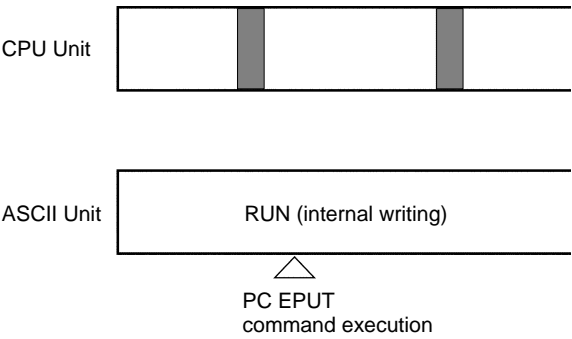 CPU Unit
ASCII Unit
RUN (internal writing)
PC EPUT
command execution